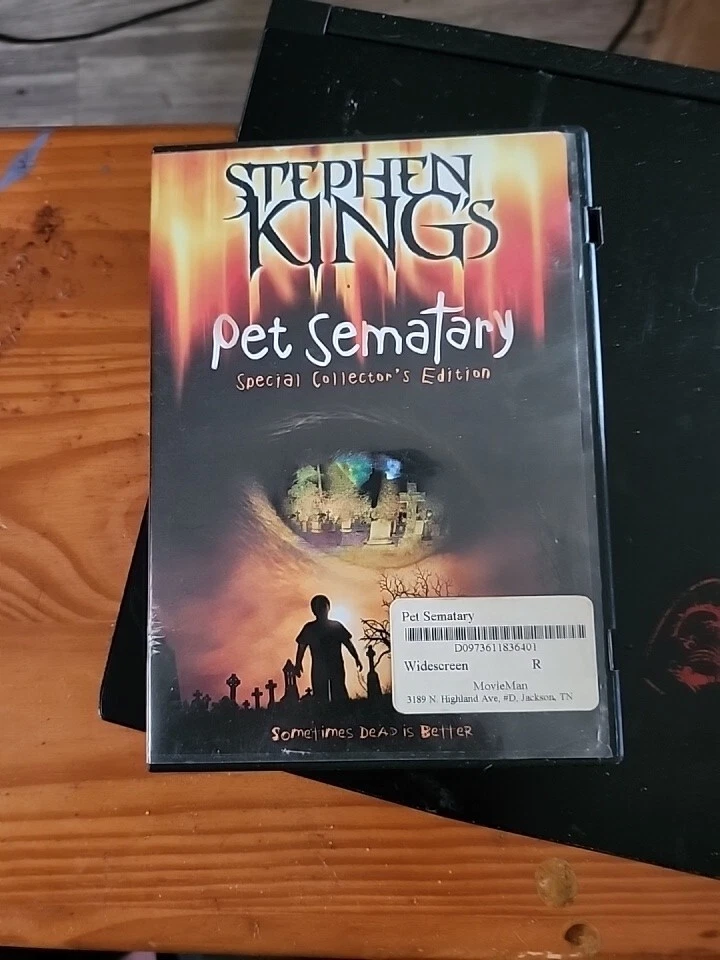 STEPHEN
KING'S
Pet Sematary
Special Collector's Edition
Pet Sematary
D0973611836401
Widescreen R
MovieMan
3189 N. Highland Ave, #D, Jackson, TN
Sometimes DEAD is Better